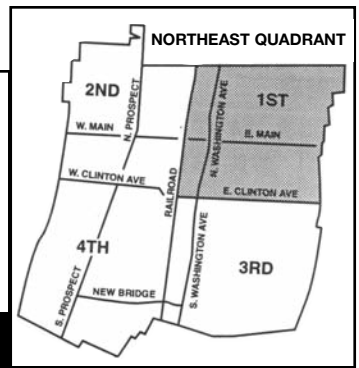 NORTHEAST QUADRANT
2ND
N. PROSPECT
1ST
N. WASHINGTON AVE
W. MAIN
E. MAIN
W. CLINTON AVE
RAILROAD
E. CLINTON AVE
4TH
S. WASHINGTON AVE
3RD
S. PROSPECT
NEW BRIDGE